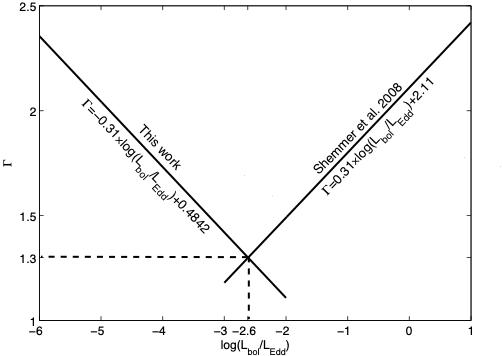 2.5
2
1.5
1.3
1
Γ
This work
Γ=−0.31×log(L_bol/L_Edd)+0.4842
Shemmer et al. 2008
Γ=0.31×log(L_bol/L_Edd)+2.11
−6 −5 −4 −3 −2.6 −2 −1 0 1
log(L_bol/L_Edd)